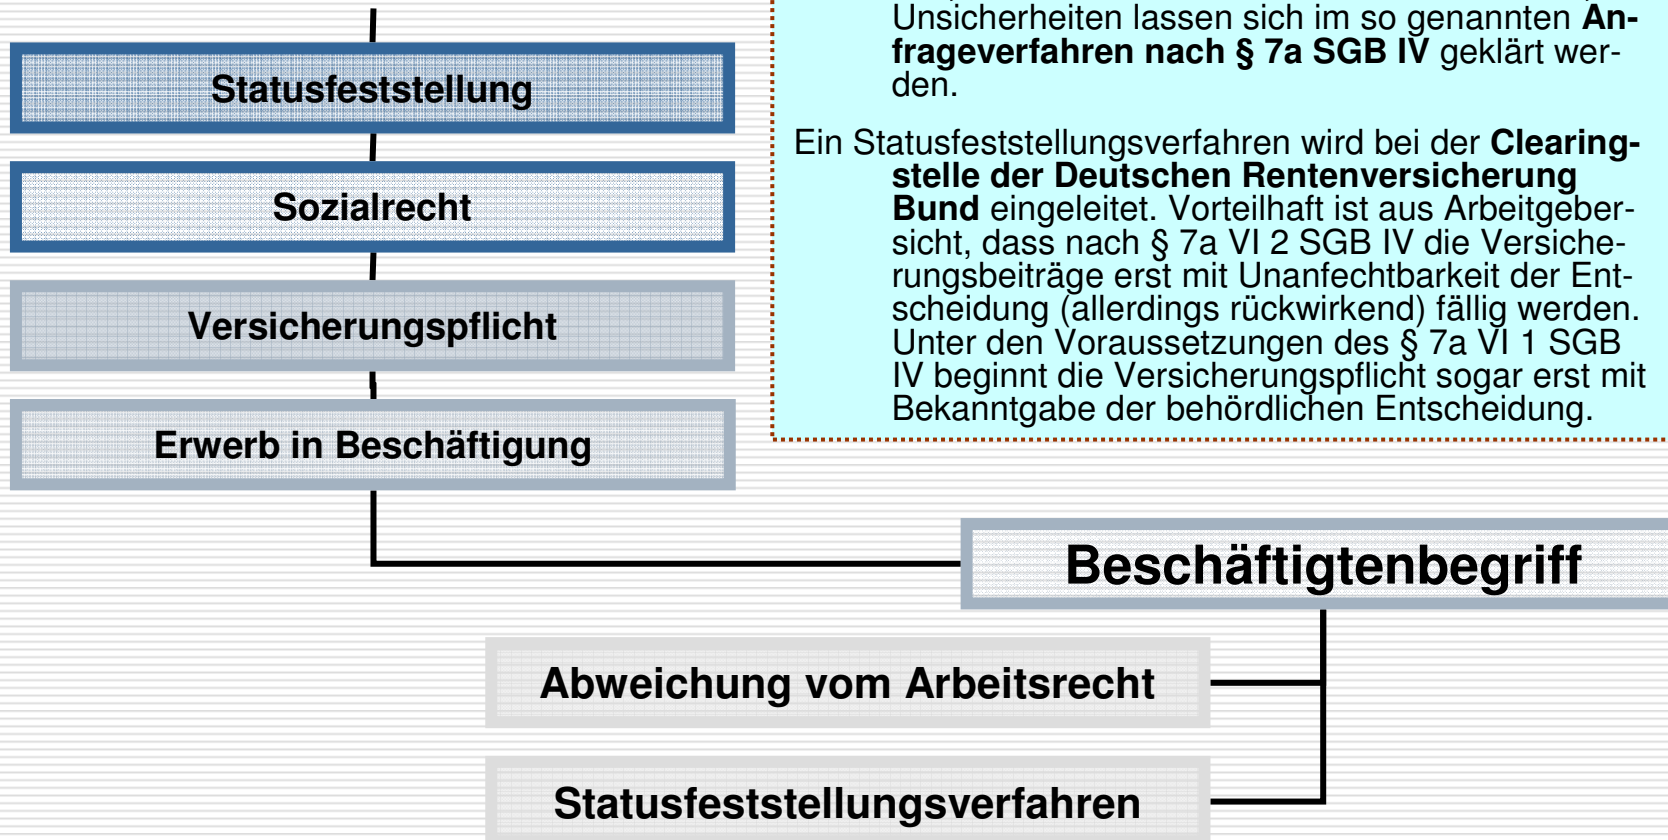 Unsicherheiten lassen sich im so genannten An-
frageverfahren nach § 7a SGB IV geklärt wer-
den.
Ein Statusfeststellungsverfahren wird bei der Clearing-
stelle der Deutschen Rentenversicherung
Bund eingeleitet. Vorteilhaft ist aus Arbeitgeber-
sicht, dass nach § 7a VI 2 SGB IV die Versiche-
rungsbeiträge erst mit Unanfechtbarkeit der Ent-
scheidung (allerdings rückwirkend) fällig werden.
Unter den Voraussetzungen des § 7a VI 1 SGB
IV beginnt die Versicherungspflicht sogar erst mit
Bekanntgabe der behördlichen Entscheidung.
Statusfeststellung
Sozialrecht
Versicherungspflicht
Erwerb in Beschäftigung
Beschäftigtenbegriff
Abweichung vom Arbeitsrecht
Statusfeststellungsverfahren